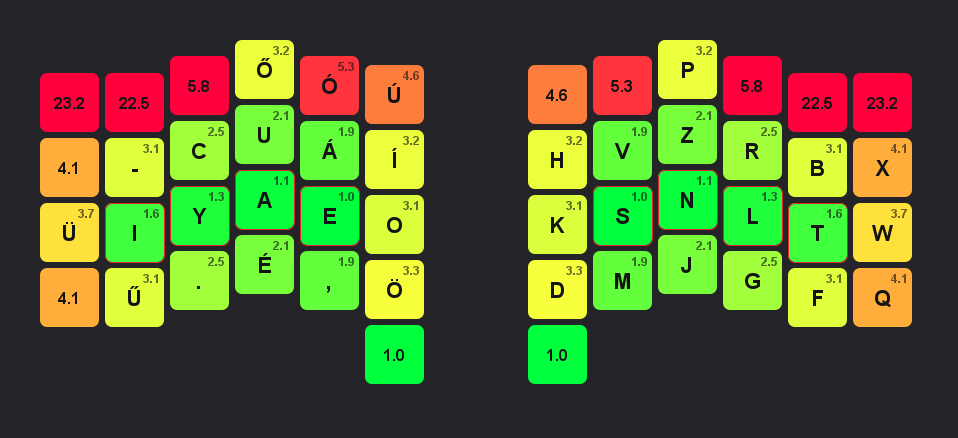 23.2 22.5 5.8 3.2 Ő 5.3 Ó 4.6 Ú 4.6 5.3 3.2 P 5.8 22.5 23.2
4.1 3.1 - 2.5 C 2.1 U 1.9 Á 3.2 Í 3.2 H 1.9 V 2.1 Z 2.5 R 3.1 B 4.1 X
3.7 Ü 1.6 I 1.3 Y 1.1 A 1.0 E 3.1 O 3.1 K 1.0 S 1.1 N 1.3 L 1.6 T 3.7 W
4.1 3.1 Ű 2.5 . 2.1 É 1.9 , 3.3 Ö 3.3 D 1.9 M 2.1 J 2.5 G 3.1 F 4.1 Q
1.0 1.0